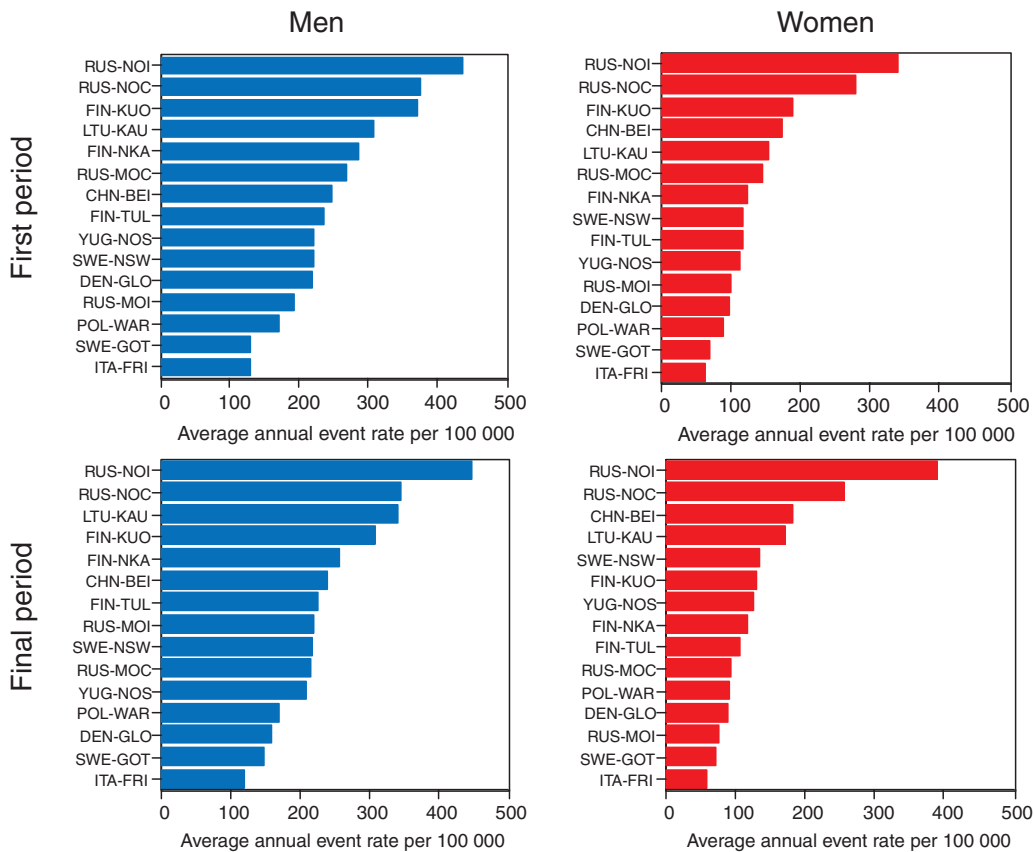 Men
Women
First period
RUS-NOI
RUS-NOC
FIN-KUO
LTU-KAU
FIN-NKA
RUS-MOC
CHN-BEI
FIN-TUL
YUG-NOS
SWE-NSW
DEN-GLO
RUS-MOI
POL-WAR
SWE-GOT
ITA-FRI
0 100 200 300 400 500
Average annual event rate per 100 000
RUS-NOI
RUS-NOC
FIN-KUO
CHN-BEI
LTU-KAU
RUS-MOC
FIN-NKA
SWE-NSW
FIN-TUL
YUG-NOS
RUS-MOI
DEN-GLO
POL-WAR
SWE-GOT
ITA-FRI
0 100 200 300 400 500
Average annual event rate per 100 000
Final period
RUS-NOI
RUS-NOC
LTU-KAU
FIN-KUO
FIN-NKA
CHN-BEI
FIN-TUL
RUS-MOI
SWE-NSW
RUS-MOC
YUG-NOS
POL-WAR
DEN-GLO
SWE-GOT
ITA-FRI
0 100 200 300 400 500
Average annual event rate per 100 000
RUS-NOI
RUS-NOC
CHN-BEI
LTU-KAU
SWE-NSW
FIN-KUO
YUG-NOS
FIN-NKA
FIN-TUL
RUS-MOC
POL-WAR
DEN-GLO
RUS-MOI
SWE-GOT
ITA-FRI
0 100 200 300 400 500
Average annual event rate per 100 000